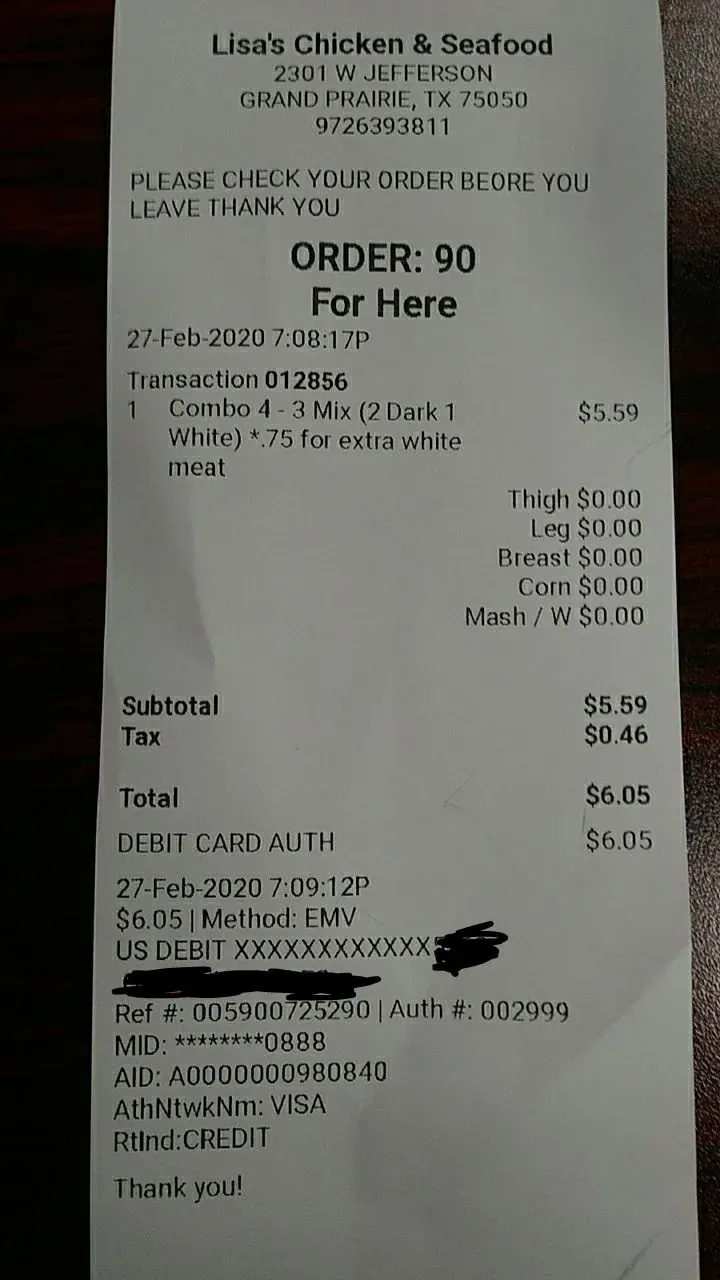 Lisa's Chicken & Seafood
2301 W JEFFERSON
GRAND PRAIRIE, TX 75050
9726393811
PLEASE CHECK YOUR ORDER BEORE YOU
LEAVE THANK YOU
ORDER: 90
For Here
27-Feb-2020 7:08:17P
Transaction 012856
1 Combo 4 - 3 Mix (2 Dark 1 $5.59
White) *.75 for extra white
meat
Thigh $0.00
Leg $0.00
Breast $0.00
Corn $0.00
Mash / W $0.00
Subtotal $5.59
Tax $0.46
Total $6.05
DEBIT CARD AUTH $6.05
27-Feb-2020 7:09:12P
$6.05 | Method: EMV
US DEBIT XXXXXXXXXXXX
Ref #: 005900725290 | Auth #: 002999
MID: ********0888
AID: A0000000980840
AthNtwkNm: VISA
RtInd:CREDIT
Thank you!